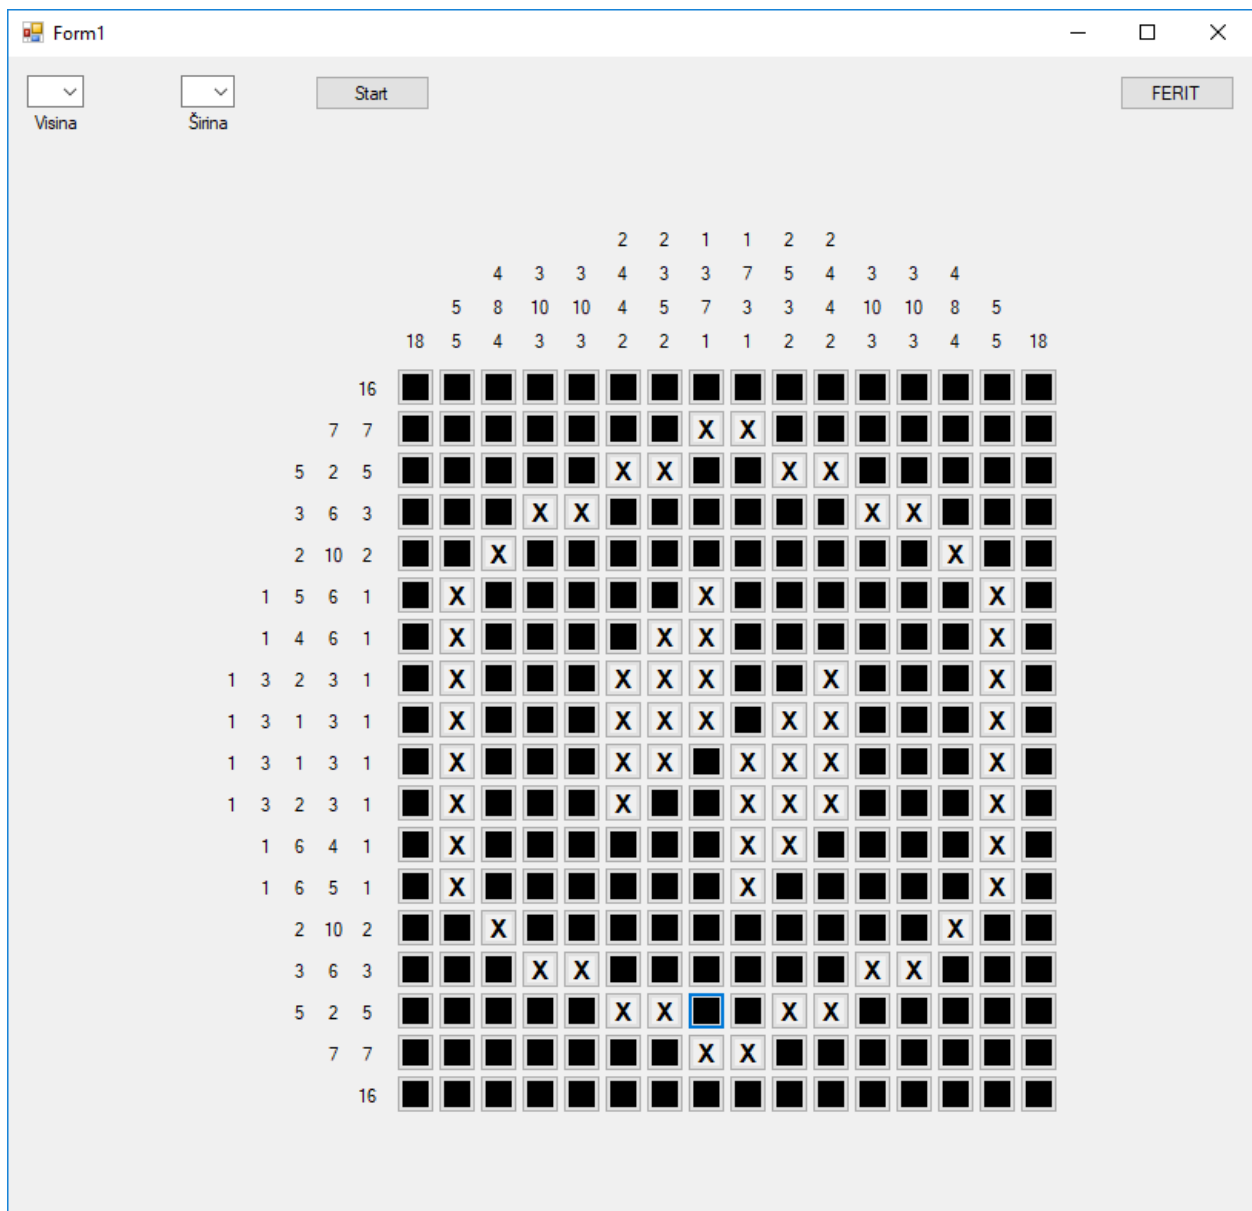 Form1
Start FERIT
Visina Širina
2 2 1 1 2 2
4 3 3 4 3 3 7 5 4 3 3 4
5 8 10 10 4 5 7 3 3 4 10 10 8 5
18 5 4 3 3 2 2 1 1 2 2 3 3 4 5 18
16
7 7 X X
5 2 5 X X X X
3 6 3 X X X X
2 10 2 X X
1 5 6 1 X X X
1 4 6 1 X X X X
1 3 2 3 1 X X X X X X
1 3 1 3 1 X X X X X X X
1 3 1 3 1 X X X X X X X
1 3 2 3 1 X X X X X X
1 6 4 1 X X X X
1 6 5 1 X X X
2 10 2 X X
3 6 3 X X X X
5 2 5 X X X X
7 7 X X
16